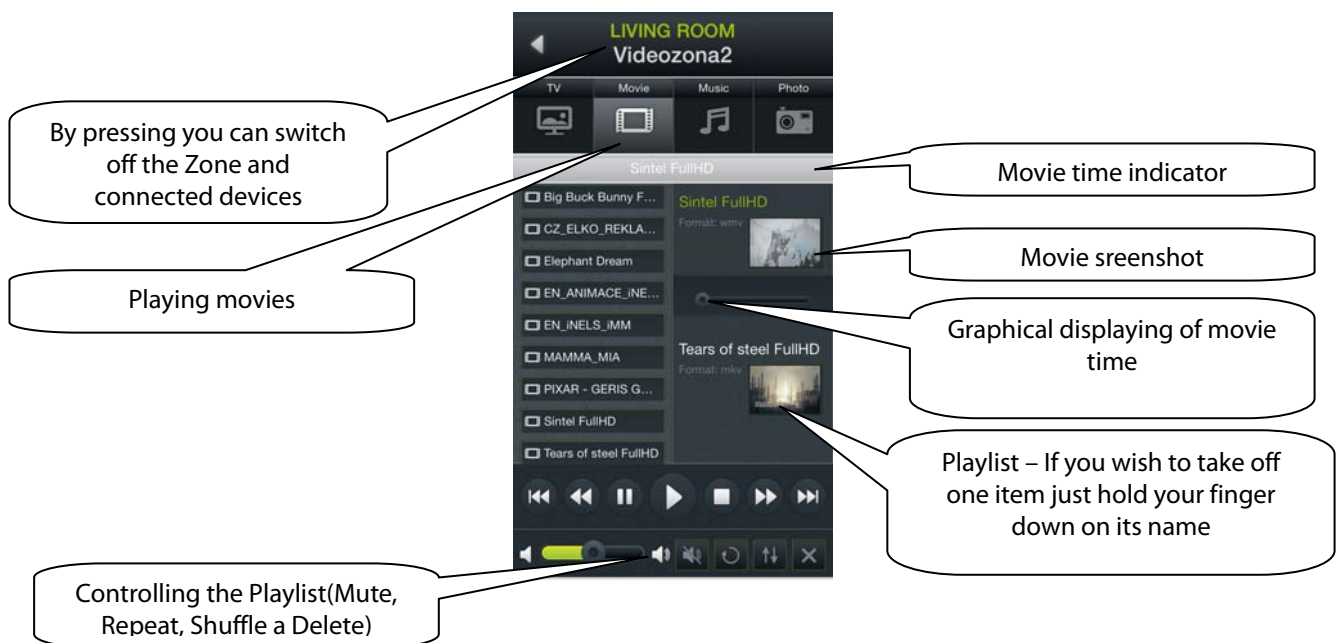 LIVING ROOM
Videozona2
TV Movie Music Photo
Sintel FullHD
Big Buck Bunny F...
CZ_ELKO_REKLA...
Elephant Dream
EN_ANIMACE_iNE...
EN_iNELS_iMM
MAMMA_MIA
PIXAR - GERIS G...
Sintel FullHD
Tears of steel FullHD
Sintel FullHD
Formát: wmv
Tears of steel FullHD
Formát: mkv
By pressing you can switch
off the Zone and
connected devices
Playing movies
Controlling the Playlist(Mute,
Repeat, Shuffle a Delete)
Movie time indicator
Movie sreenshot
Graphical displaying of movie
time
Playlist – If you wish to take off
one item just hold your finger
down on its name